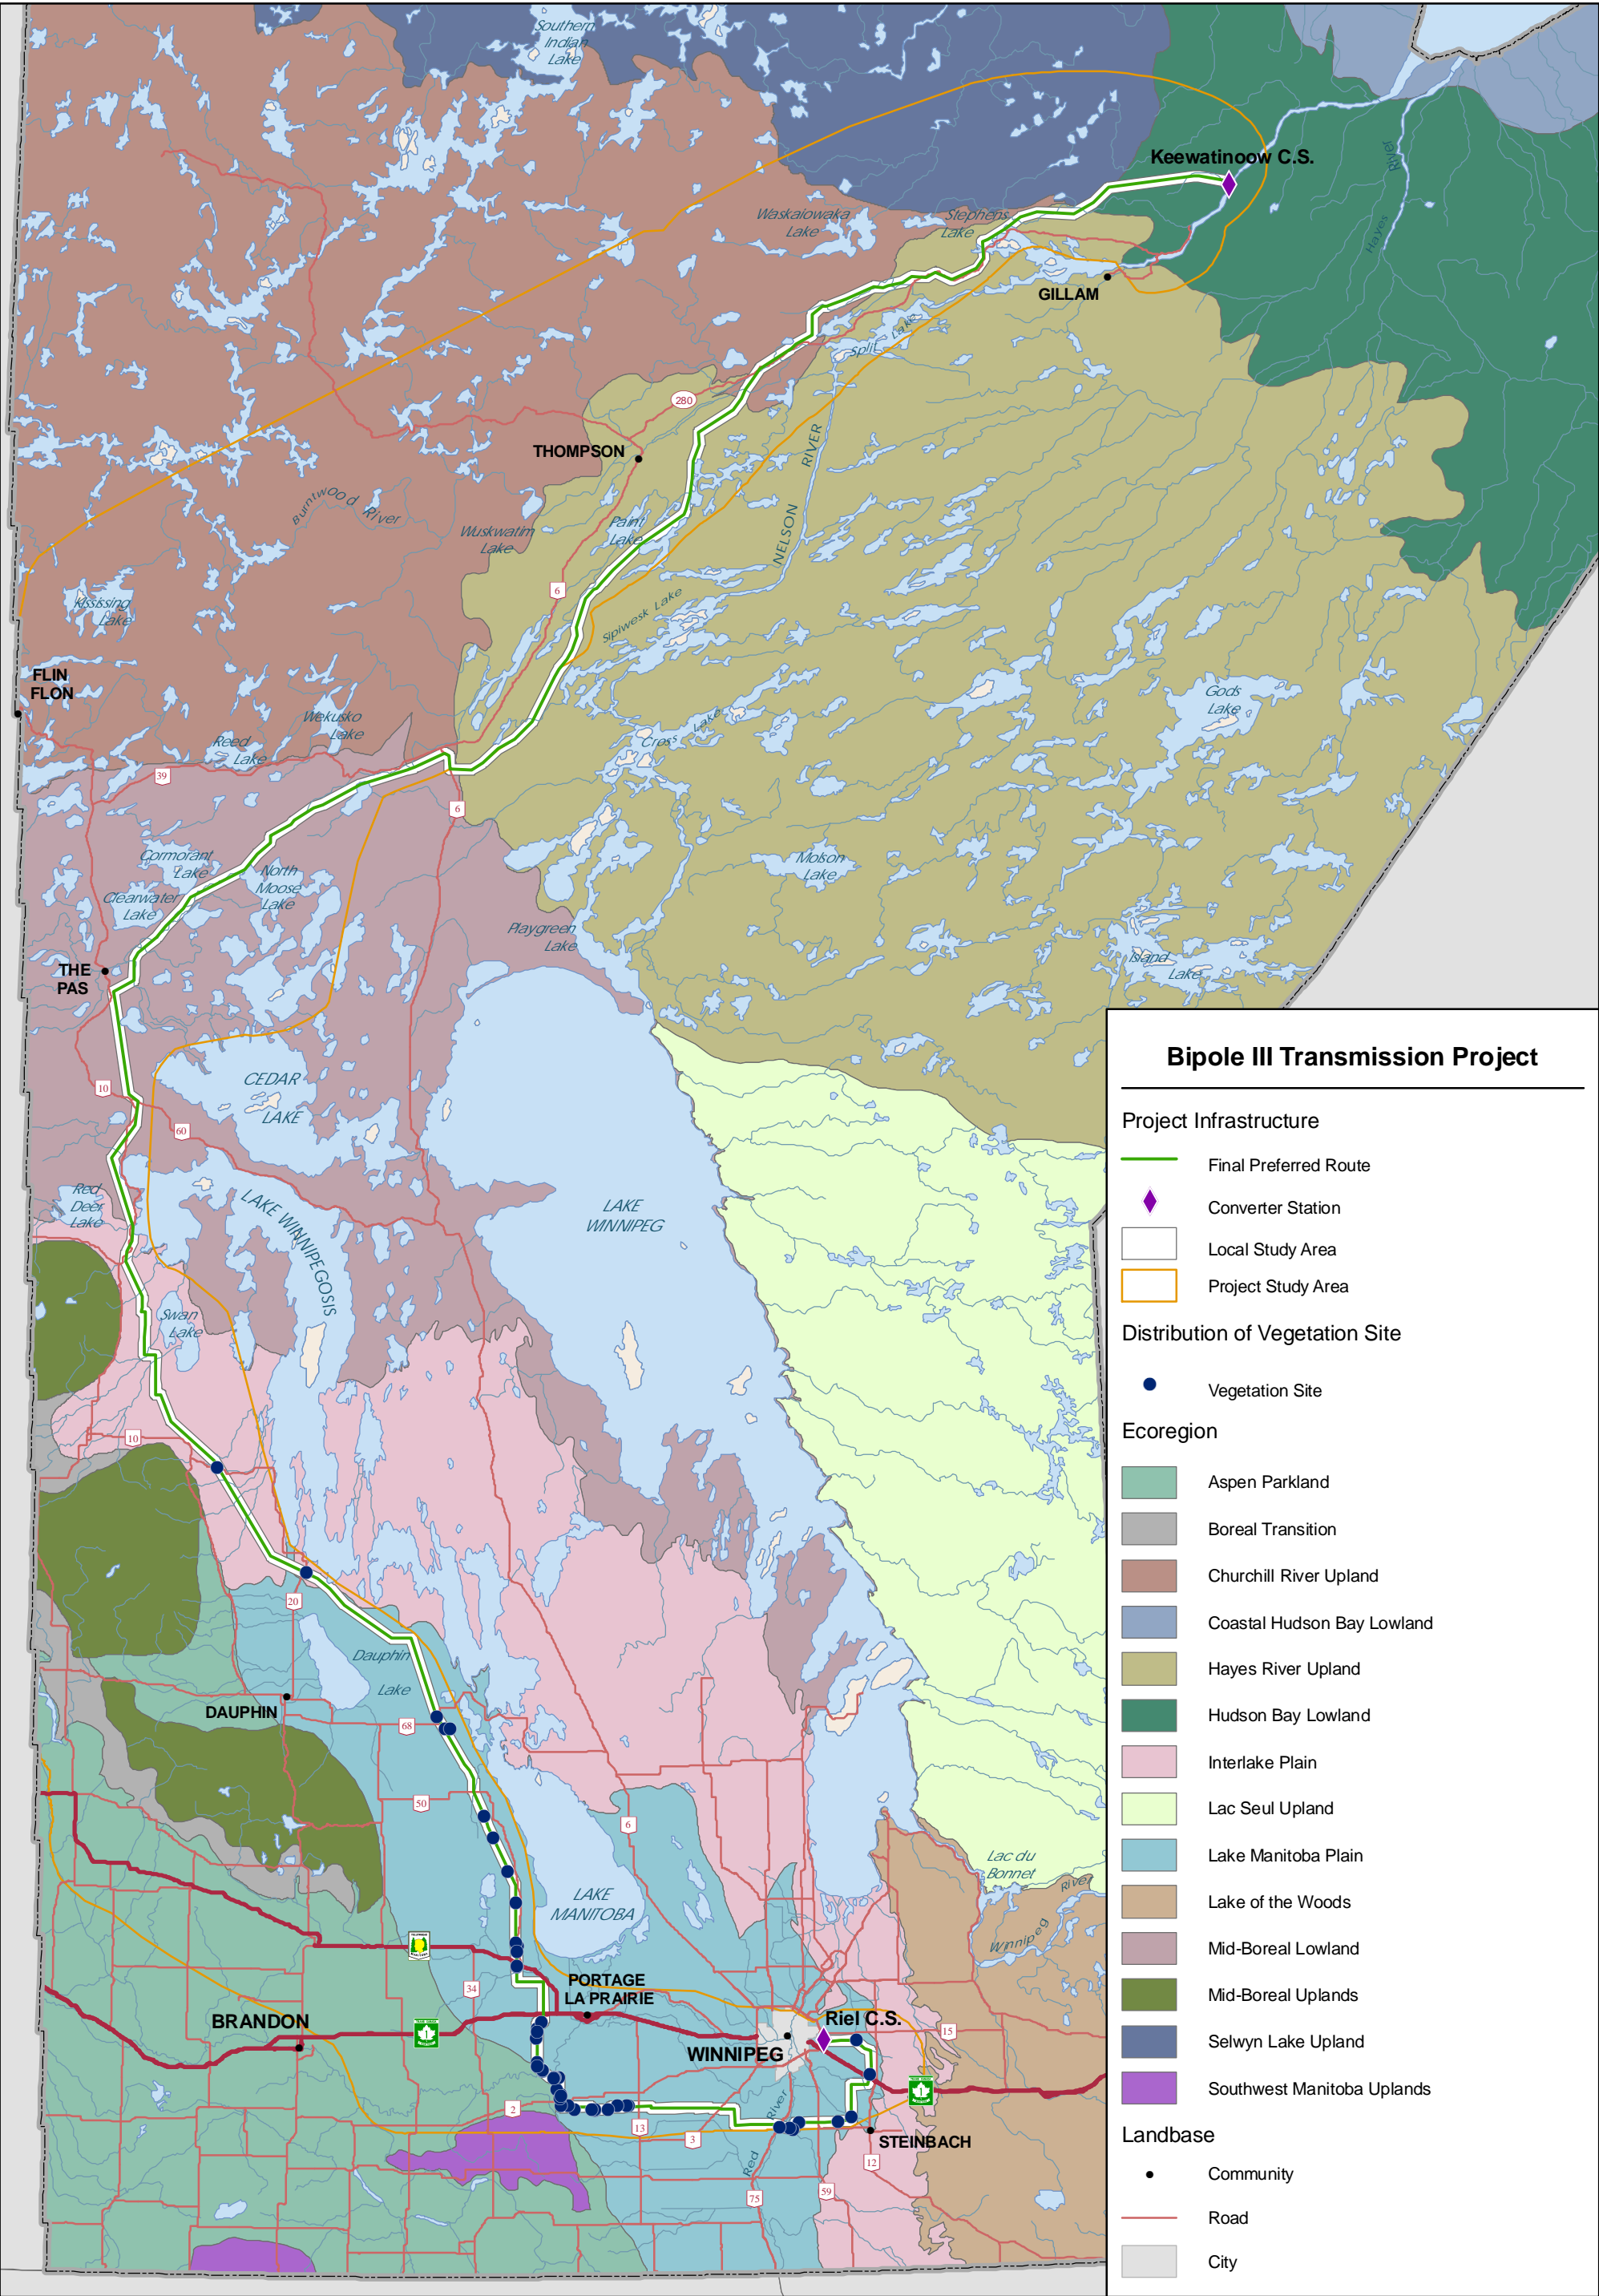 Southern
Indian
Lake
Keewatinoow C.S.
River
Hayes
Waskaiowaka
Lake
Stephens
Lake
GILLAM
Split Lake
280
THOMPSON
RIVER
NELSON
Burntwood River
Wuskwatim
Lake
Paint
Lake
6
Sipiwesk Lake
Kississing
Lake
FLIN
FLON
Wekusko
Lake
Reed
Lake
39
6
Cross Lake
Gods
Lake
Cormorant
Lake
North
Moose
Lake
Clearwater
Lake
Molson
Lake
Playgreen
Lake
Island
Lake
THE
PAS
10
CEDAR
LAKE
60
Red
Deer
Lake
LAKE WINNIPEGOSIS
LAKE
WINNIPEG
Swan
Lake
10
20
Dauphin
Lake
DAUPHIN
68
50
6
LAKE
MANITOBA
Lac du
Bonnet
River
Winnipeg
34
PORTAGE
LA PRAIRIE
BRANDON
1
WINNIPEG
Riel C.S.
15
1
2
13
3
River
Red
STEINBACH
12
75
59
Bipole III Transmission Project
Project Infrastructure
Final Preferred Route
Converter Station
Local Study Area
Project Study Area
Distribution of Vegetation Site
Vegetation Site
Ecoregion
Aspen Parkland
Boreal Transition
Churchill River Upland
Coastal Hudson Bay Lowland
Hayes River Upland
Hudson Bay Lowland
Interlake Plain
Lac Seul Upland
Lake Manitoba Plain
Lake of the Woods
Mid-Boreal Lowland
Mid-Boreal Uplands
Selwyn Lake Upland
Southwest Manitoba Uplands
Landbase
Community
Road
City